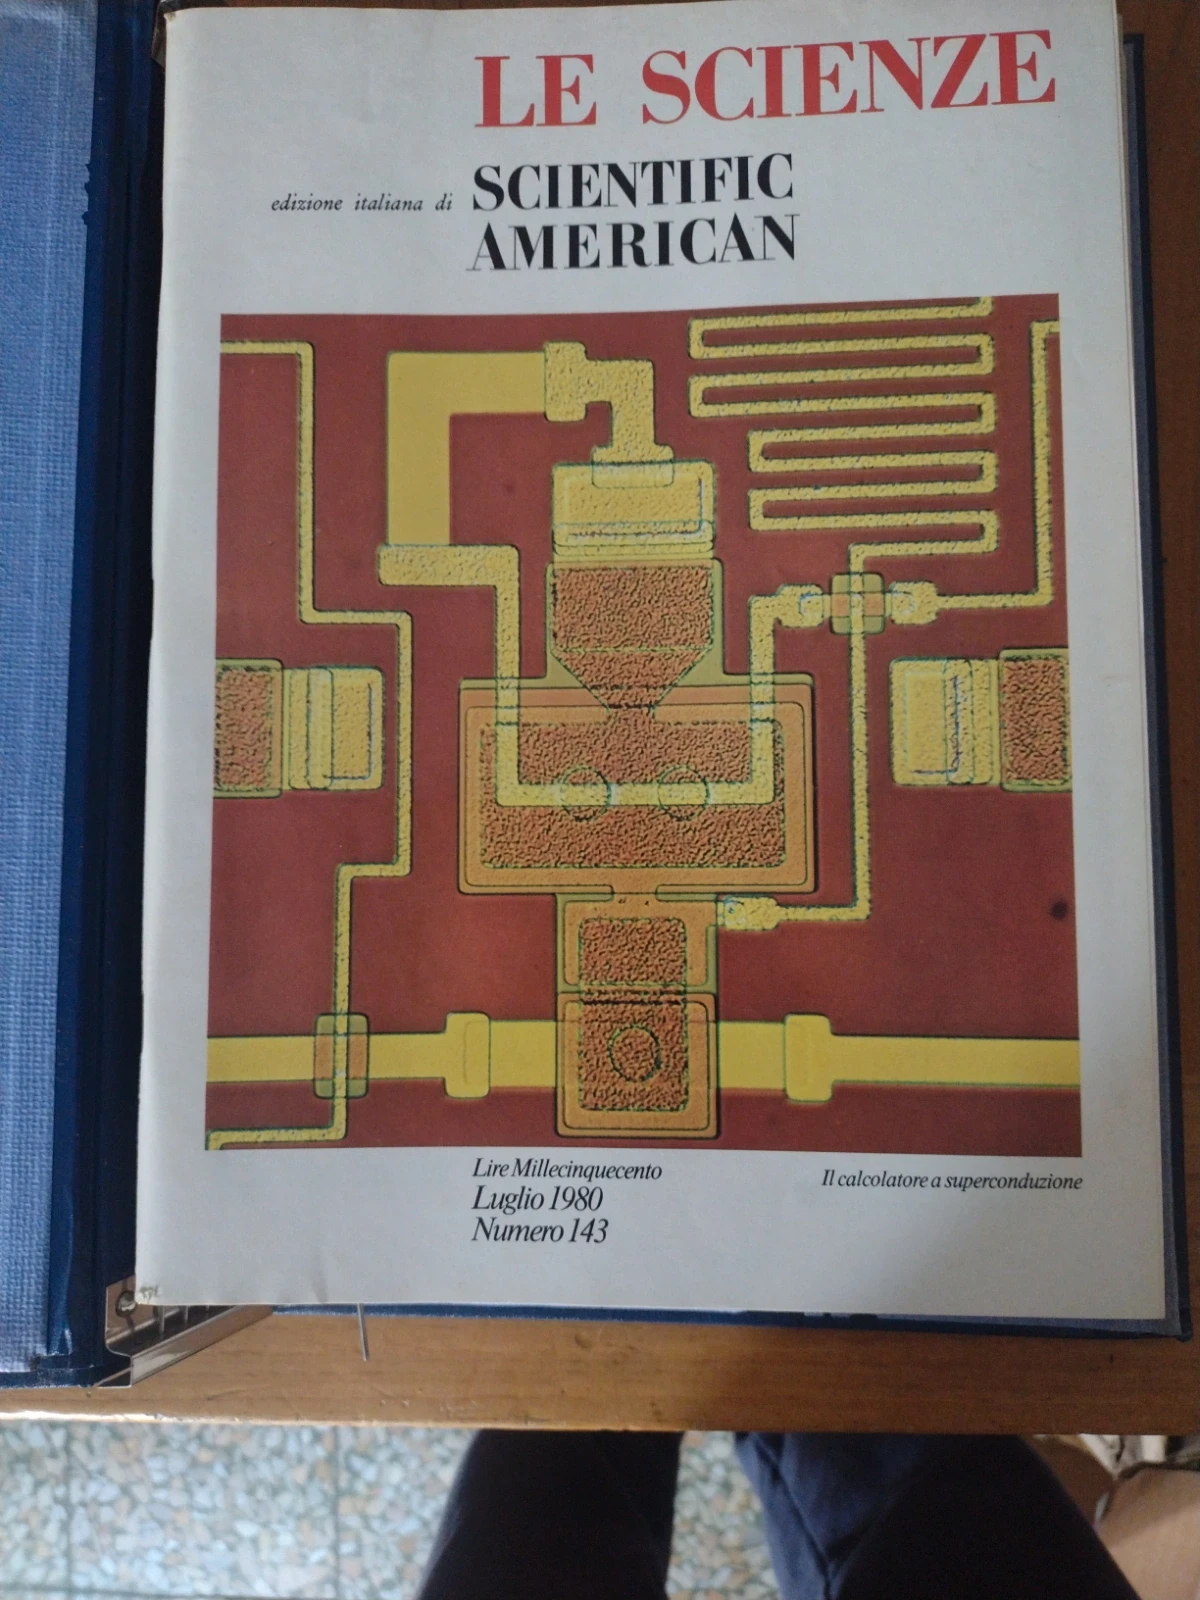 LE SCIENZE
edizione italiana di SCIENTIFIC
AMERICAN
Lire Millecinquecento
Luglio 1980
Numero 143
Il calcolatore a superconduzione